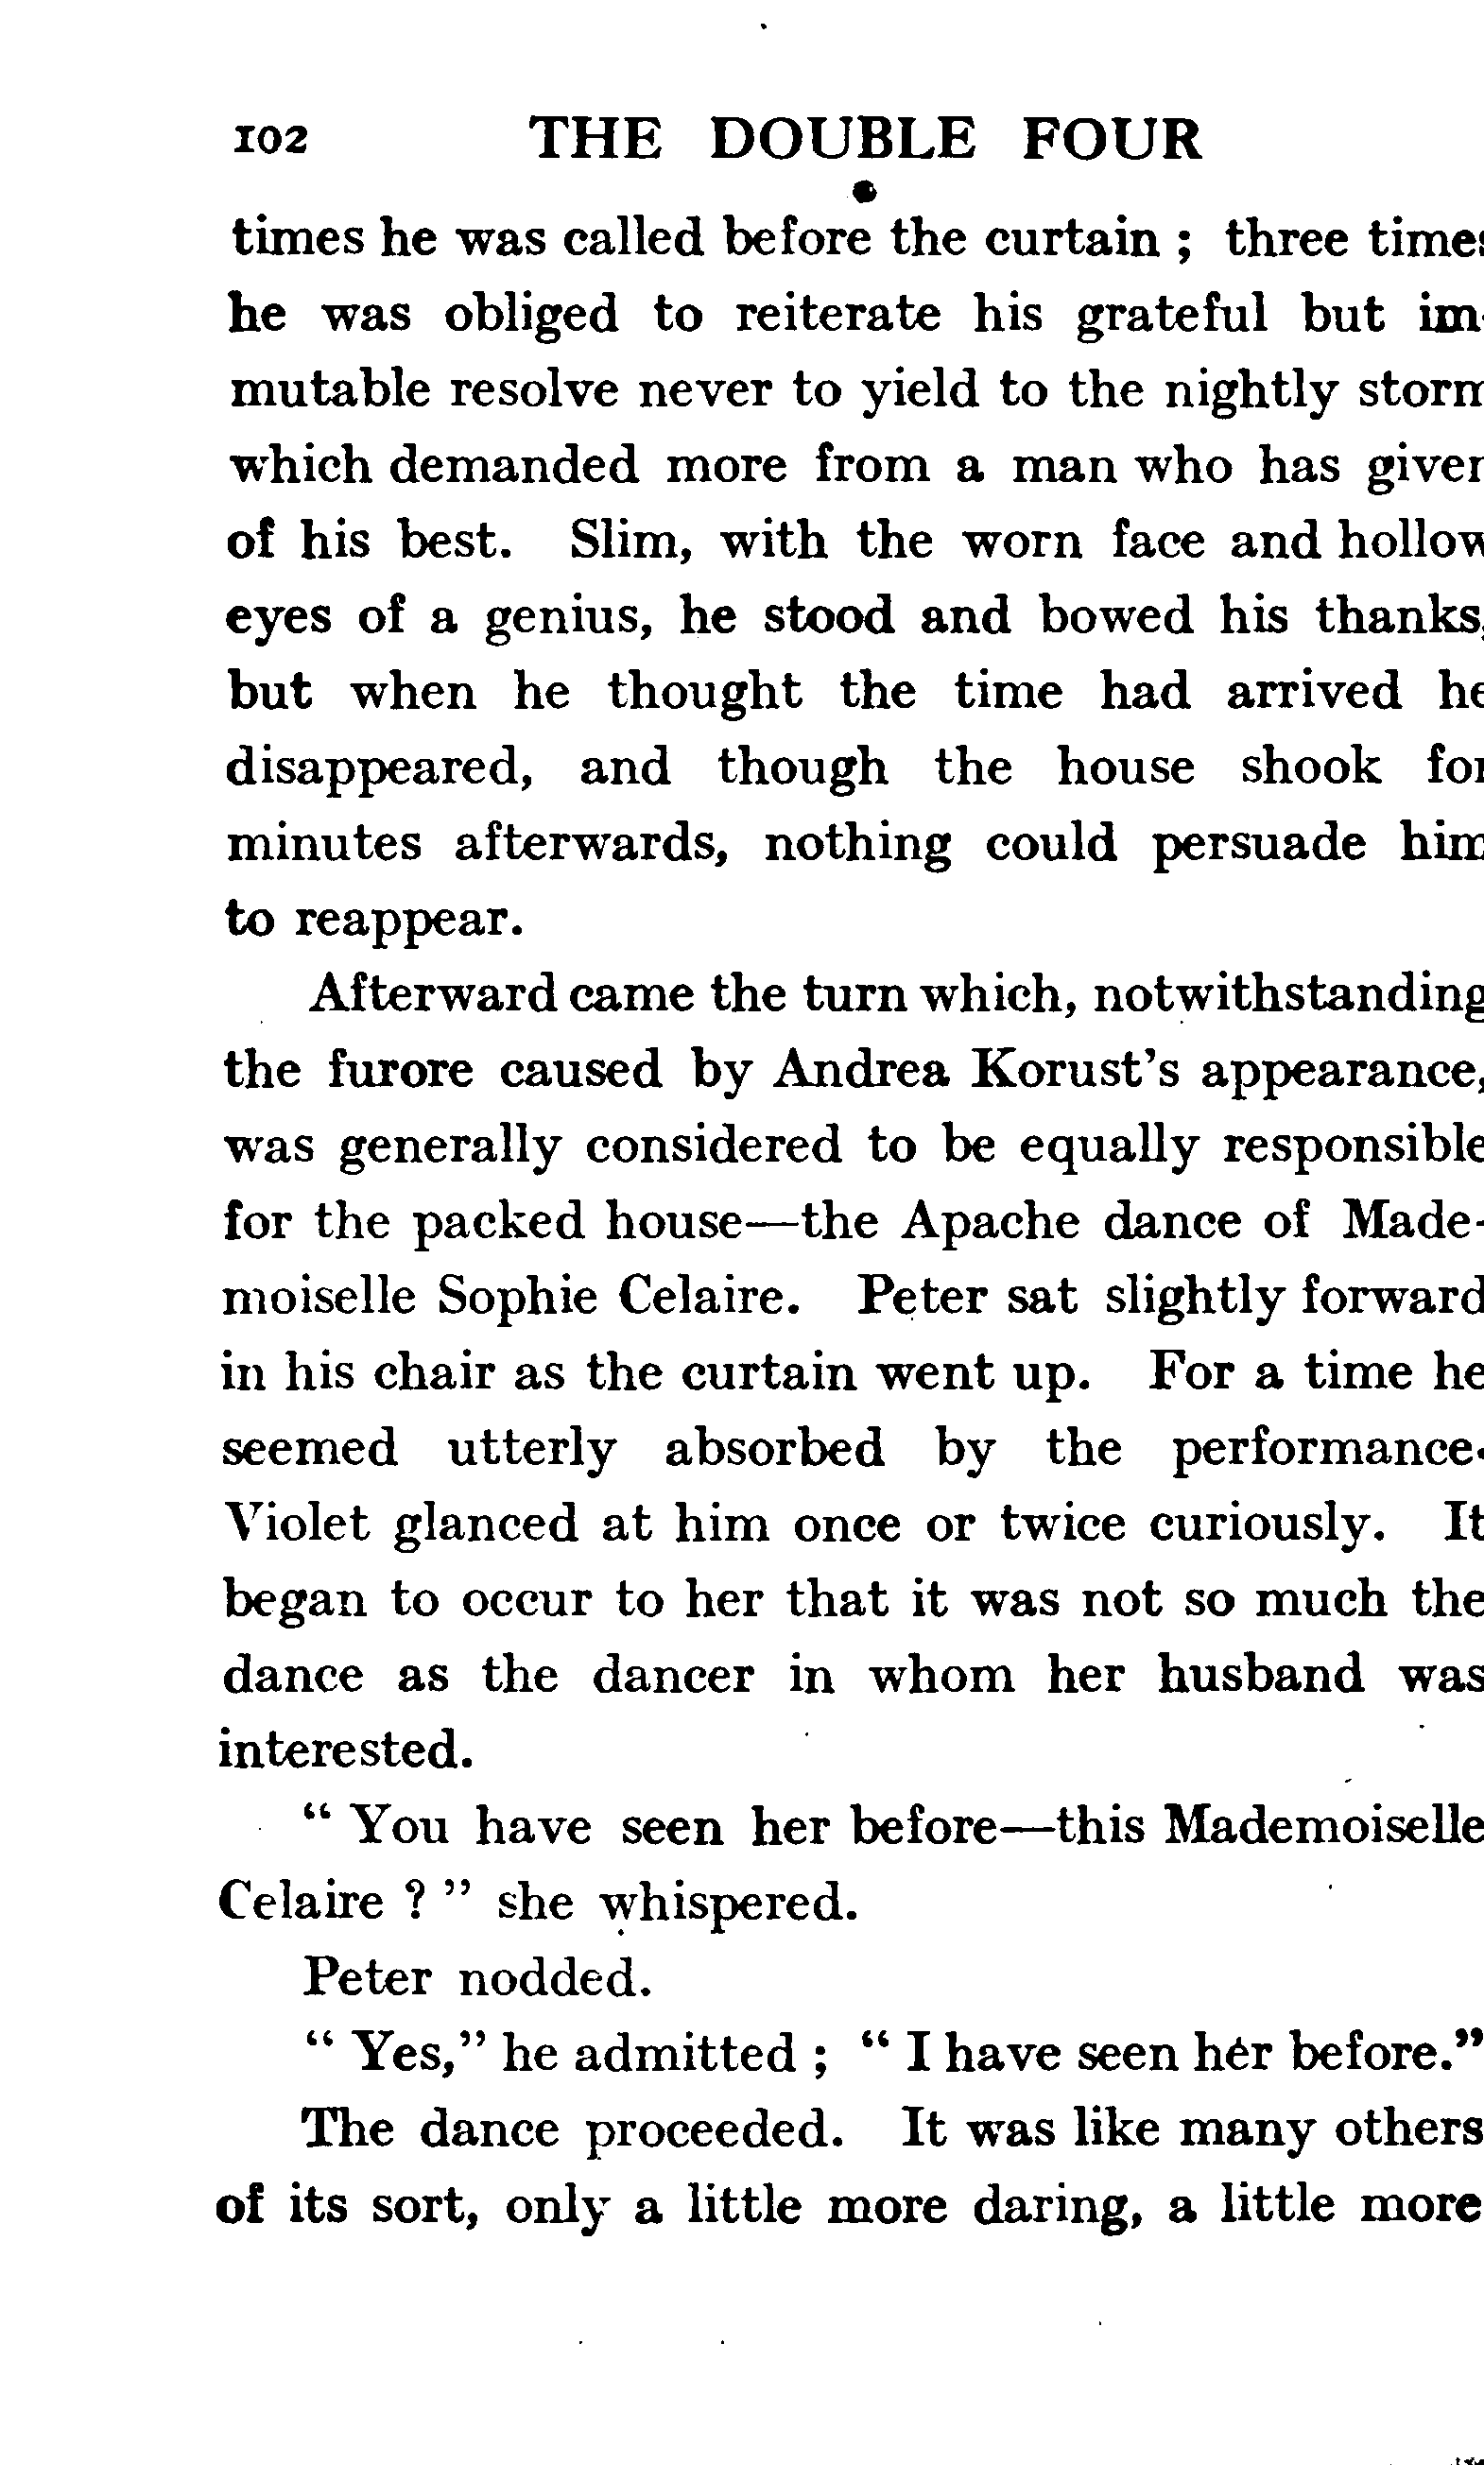 102 THE DOUBLE FOUR
times he was called before the curtain ; three times
he was obliged to reiterate his grateful but im-
mutable resolve never to yield to the nightly storm
which demanded more from a man who has given
of his best. Slim, with the worn face and hollow
eyes of a genius, he stood and bowed his thanks,
but when he thought the time had arrived he
disappeared, and though the house shook for
minutes afterwards, nothing could persuade him
to reappear.
Afterward came the turn which, notwithstanding
the furore caused by Andrea Korust's appearance,
was generally considered to be equally responsible
for the packed house—the Apache dance of Made-
moiselle Sophie Celaire. Peter sat slightly forward
in his chair as the curtain went up. For a time he
seemed utterly absorbed by the performance.
Violet glanced at him once or twice curiously. It
began to occur to her that it was not so much the
dance as the dancer in whom her husband was
interested.
" You have seen her before—this Mademoiselle
Celaire ? " she whispered.
Peter nodded.
" Yes," he admitted ; " I have seen her before."
The dance proceeded. It was like many others
of its sort, only a little more daring, a little more